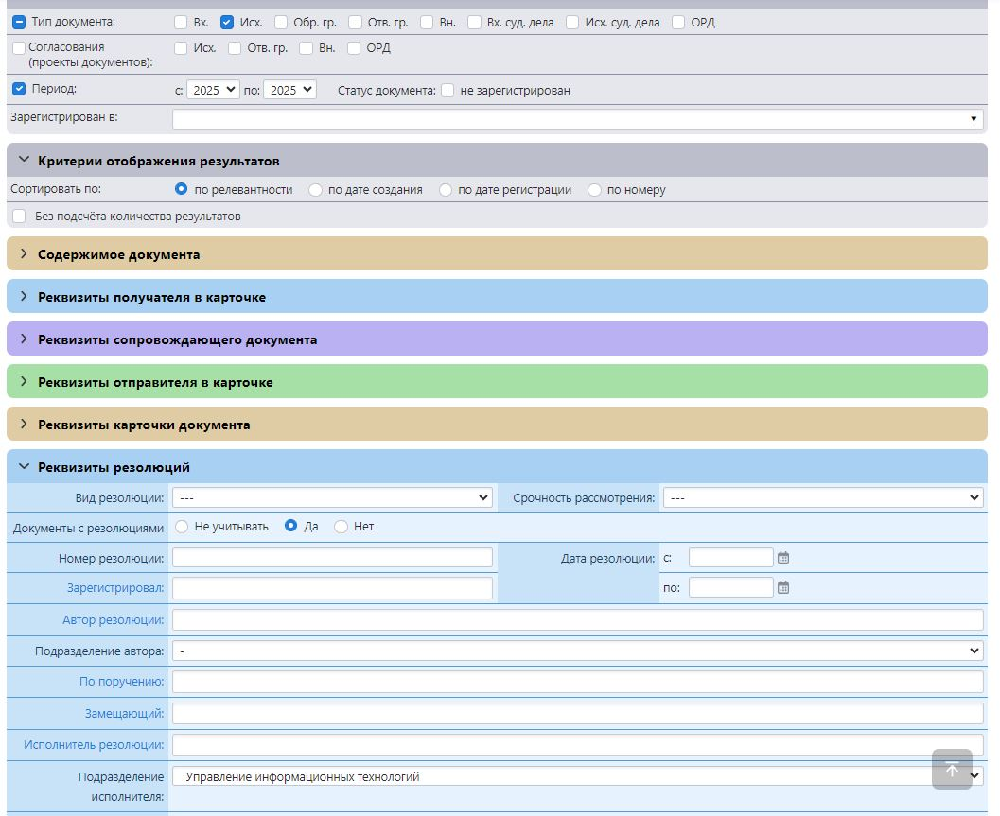 Тип документа: Вх. Исх. Обр. гр. Отв. гр. Вн. Вх. суд. дела Исх. суд. дела ОРД
Согласования
(проекты документов): Исх. Отв. гр. Вн. ОРД
Период: с: 2025 по: 2025 Статус документа: не зарегистрирован
Зарегистрирован в:
Критерии отображения результатов
Сортировать по: по релевантности по дате создания по дате регистрации по номеру
Без подсчёта количества результатов
Содержимое документа
Реквизиты получателя в карточке
Реквизиты сопровождающего документа
Реквизиты отправителя в карточке
Реквизиты карточки документа
Реквизиты резолюций
Вид резолюции: --- Срочность рассмотрения: ---
Документы с резолюциями Не учитывать Да Нет
Номер резолюции: Дата резолюции: с:
Зарегистрировал: по:
Автор резолюции:
Подразделение автора: -
По поручению:
Замещающий:
Исполнитель резолюции:
Подразделение
исполнителя: Управление информационных технологий